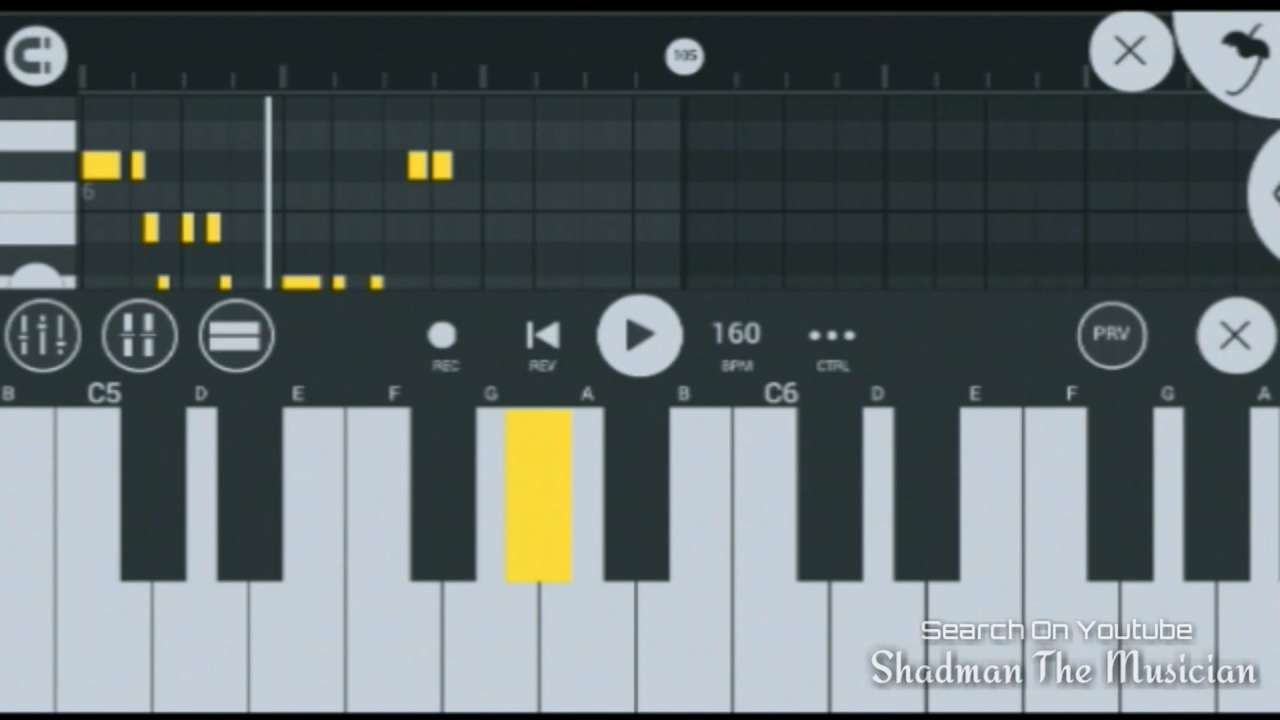 105
6
160
PRV
REC
REV
BPM
CTRL
B C5 D E F G A B C6 D E F G A
Search On Youtube
Shadman The Musician